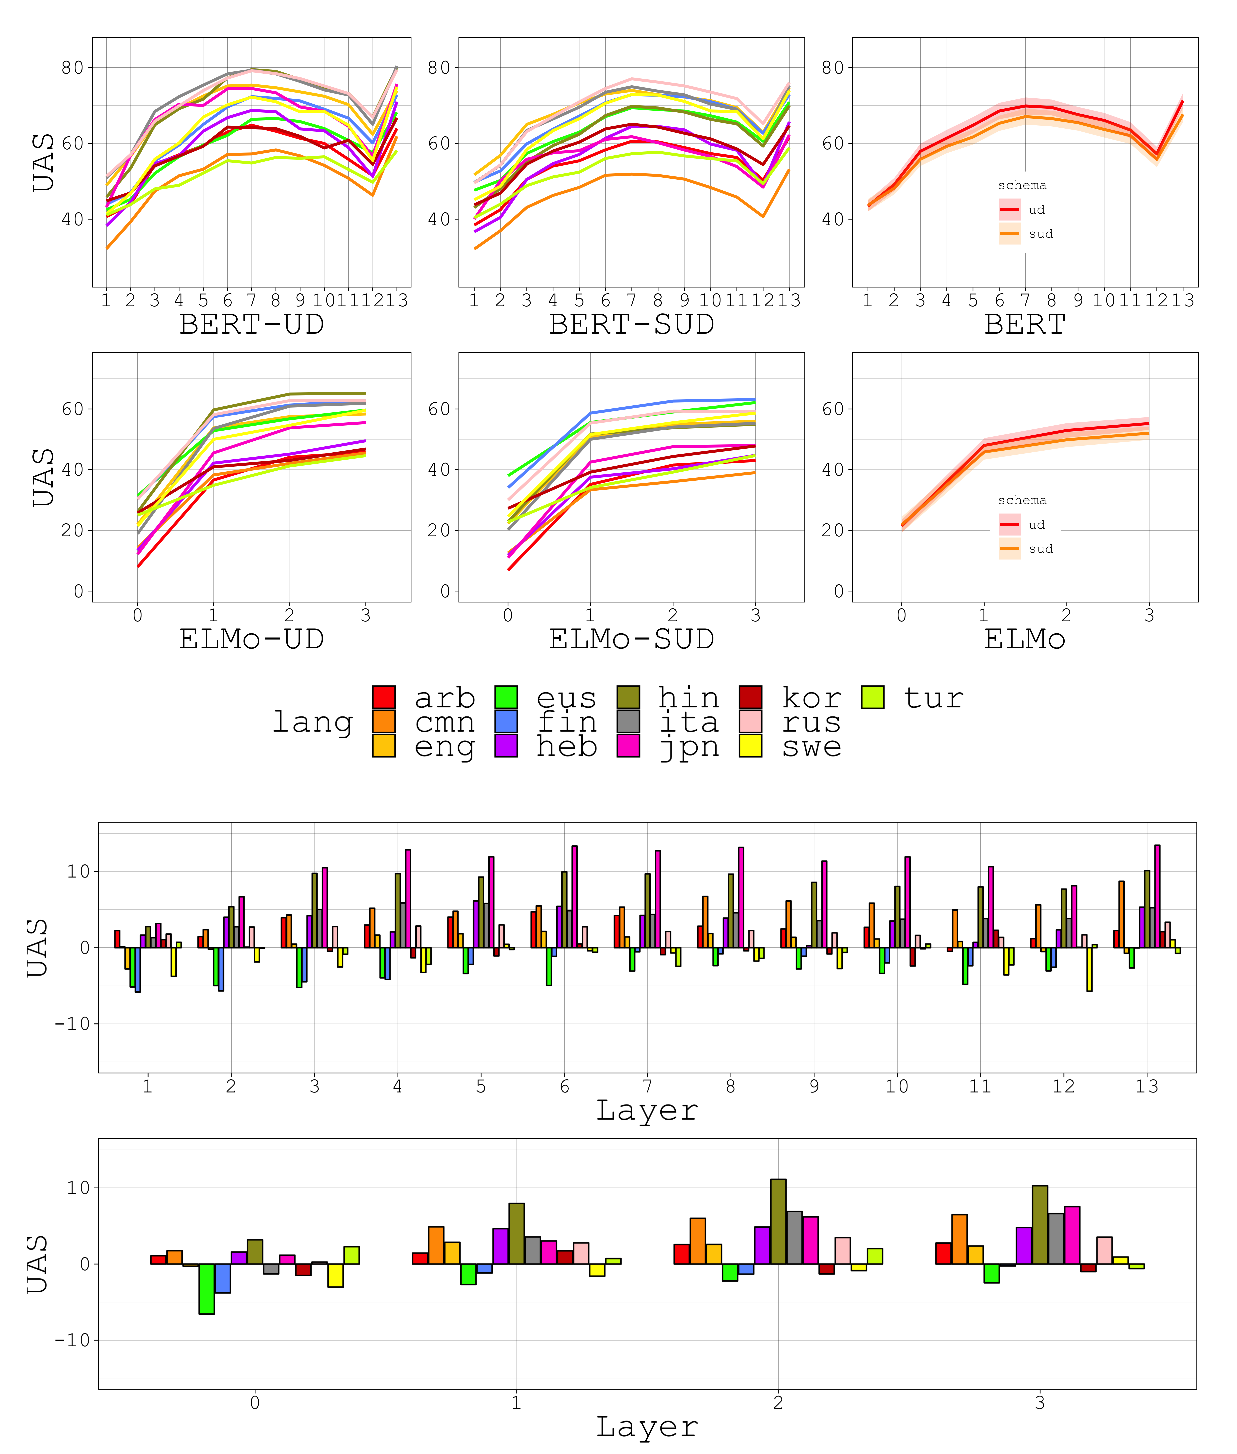 80
60
40
UAS
1 2 3 4 5 6 7 8 9 10 11 12 13
BERT-UD
80
60
40
1 2 3 4 5 6 7 8 9 10 11 12 13
BERT-SUD
80
60
40
schema
ud
sud
1 2 3 4 5 6 7 8 9 10 11 12 13
BERT
60
40
20
0
UAS
0 1 2 3
ELMo-UD
60
40
20
0
0 1 2 3
ELMo-SUD
60
40
20
0
schema
ud
sud
0 1 2 3
ELMo
lang
arb eus hin kor tur
cmn fin ita rus
eng heb jpn swe
10
0
-10
UAS
1 2 3 4 5 6 7 8 9 10 11 12 13
Layer
10
0
-10
UAS
0 1 2 3
Layer